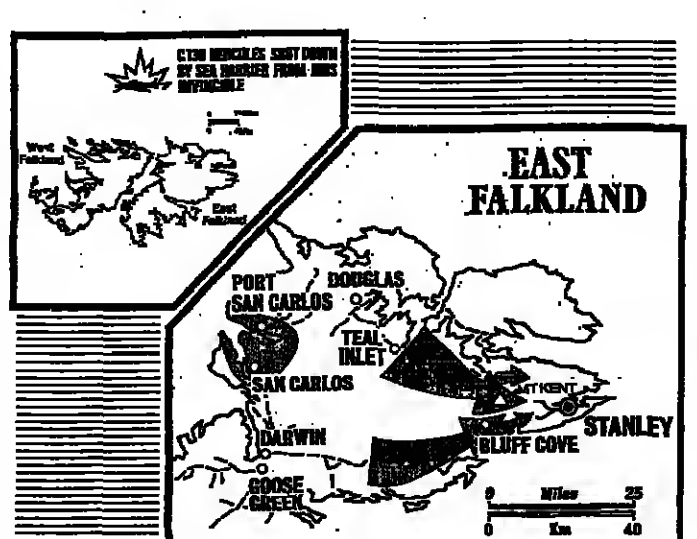 C130 HERCULES SHOT DOWN
BY SEA HARRIER FROM HMS
INVINCIBLE
West
Falkland
East
Falkland
EAST
FALKLAND
PORT
SAN CARLOS
DOUGLAS
TEAL
INLET
SAN CARLOS
MT KENT
STANLEY
BLUFF COVE
DARWIN
GOOSE
GREEN
0 Miles 25
0 Km 40